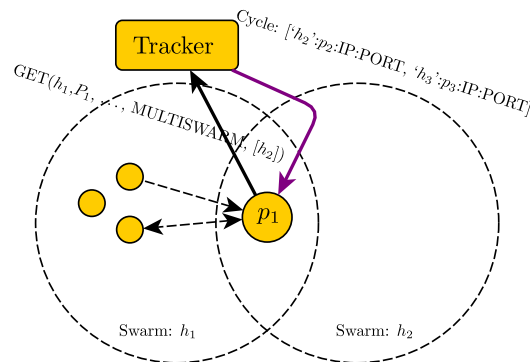 Cycle: [‘h2’:p2:IP:PORT, ‘h3’:p3:IP:PORT]
Tracker
GET(h1,P1, ..., MULTISWARM, [h2])
p1
Swarm: h1
Swarm: h2